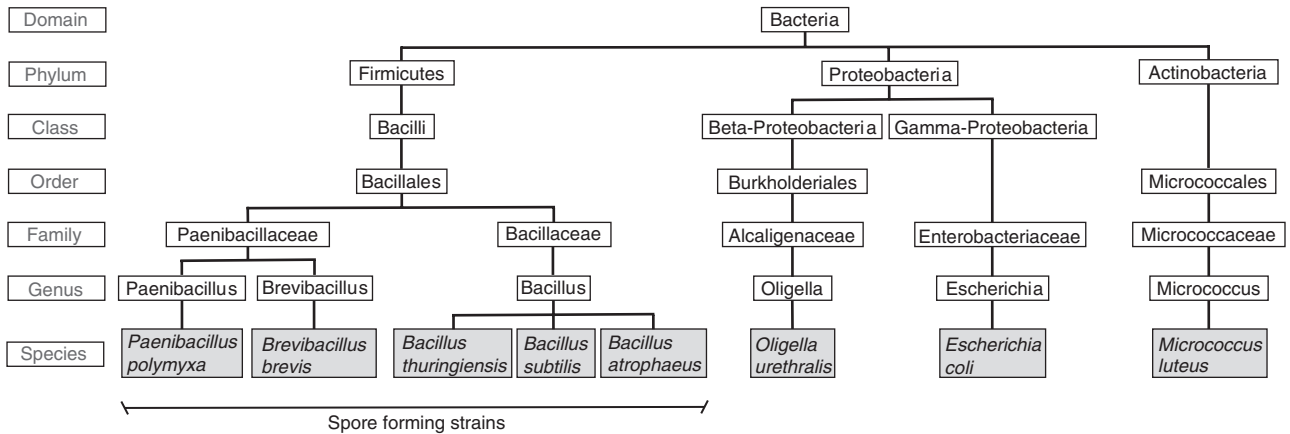 Domain
Bacteria
Phylum
Firmicutes
Proteobacteria
Actinobacteria
Class
Bacilli
Beta-Proteobacteria
Gamma-Proteobacteria
Order
Bacillales
Burkholderiales
Micrococcales
Family
Paenibacillaceae
Bacillaceae
Alcaligenaceae
Enterobacteriaceae
Micrococcaceae
Genus
Paenibacillus
Brevibacillus
Bacillus
Oligella
Escherichia
Micrococcus
Species
Paenibacillus
polymyxa
Brevibacillus
brevis
Bacillus
thuringiensis
Bacillus
subtilis
Bacillus
atrophaeus
Oligella
urethralis
Escherichia
coli
Micrococcus
luteus
Spore forming strains